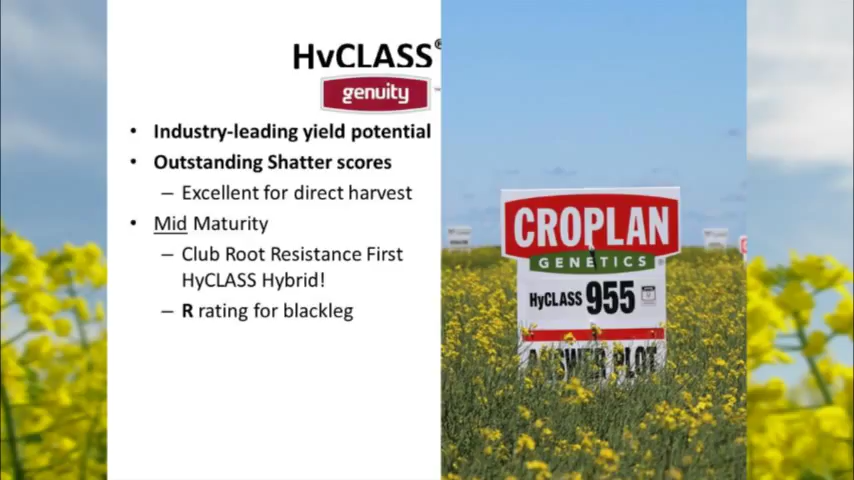 HyCLASS®
genuity™
• Industry-leading yield potential
• Outstanding Shatter scores
– Excellent for direct harvest
• Mid Maturity
– Club Root Resistance First
HyCLASS Hybrid!
– R rating for blackleg
CROPLAN
GENETICS®
HyCLASS 955
ANSWER PLOT